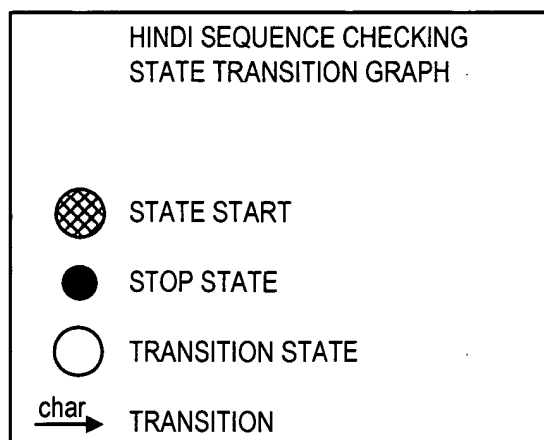 HINDI SEQUENCE CHECKING
STATE TRANSITION GRAPH
STATE START
STOP STATE
TRANSITION STATE
char TRANSITION